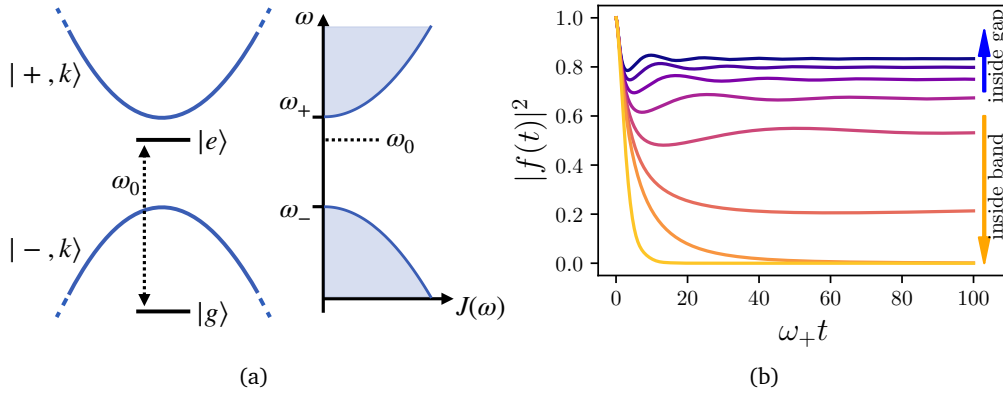 |+, k⟩
|−, k⟩
|e⟩
ω₀
|g⟩
ω
ω₊
ω₀
ω₋
J(ω)
(a)
|f(t)|²
1.0
0.8
0.6
0.4
0.2
0.0
0
20
40
60
80
100
ω₊t
inside gap
inside band
(b)